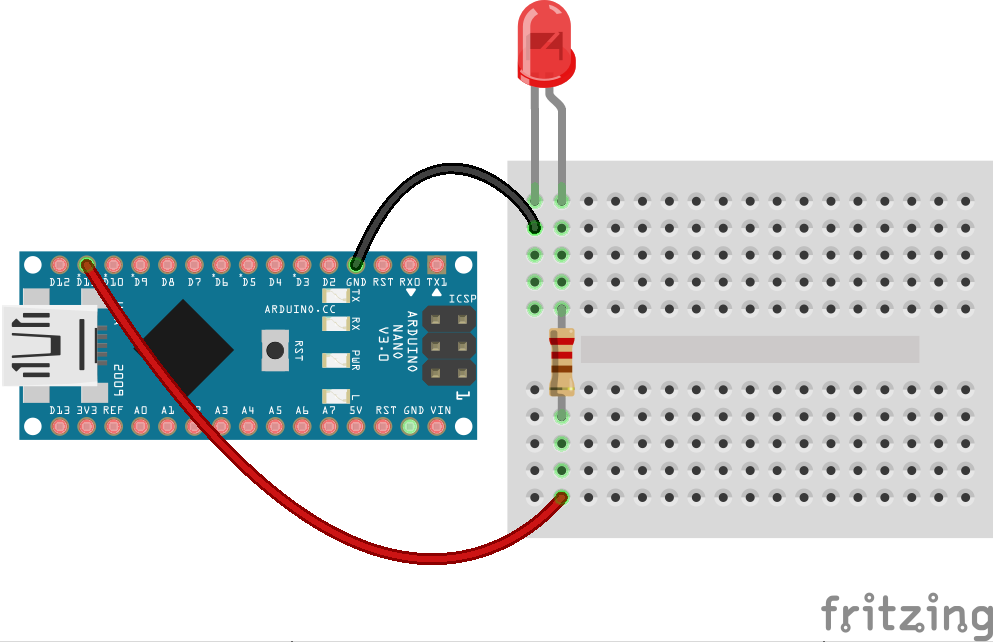 D12 *D11 *D10 *D9 D8 D7 *D6 *D5 D4 *D3 D2 GND RST RX0 TX1
TX
ICSP
ARDUINO.CC
RX
ARDUINO
NANO
V3.0
RST
PWR
2009
L
1
D13 3V3 REF A0 A1 A2 A3 A4 A5 A6 A7 5V RST GND VIN
fritzing